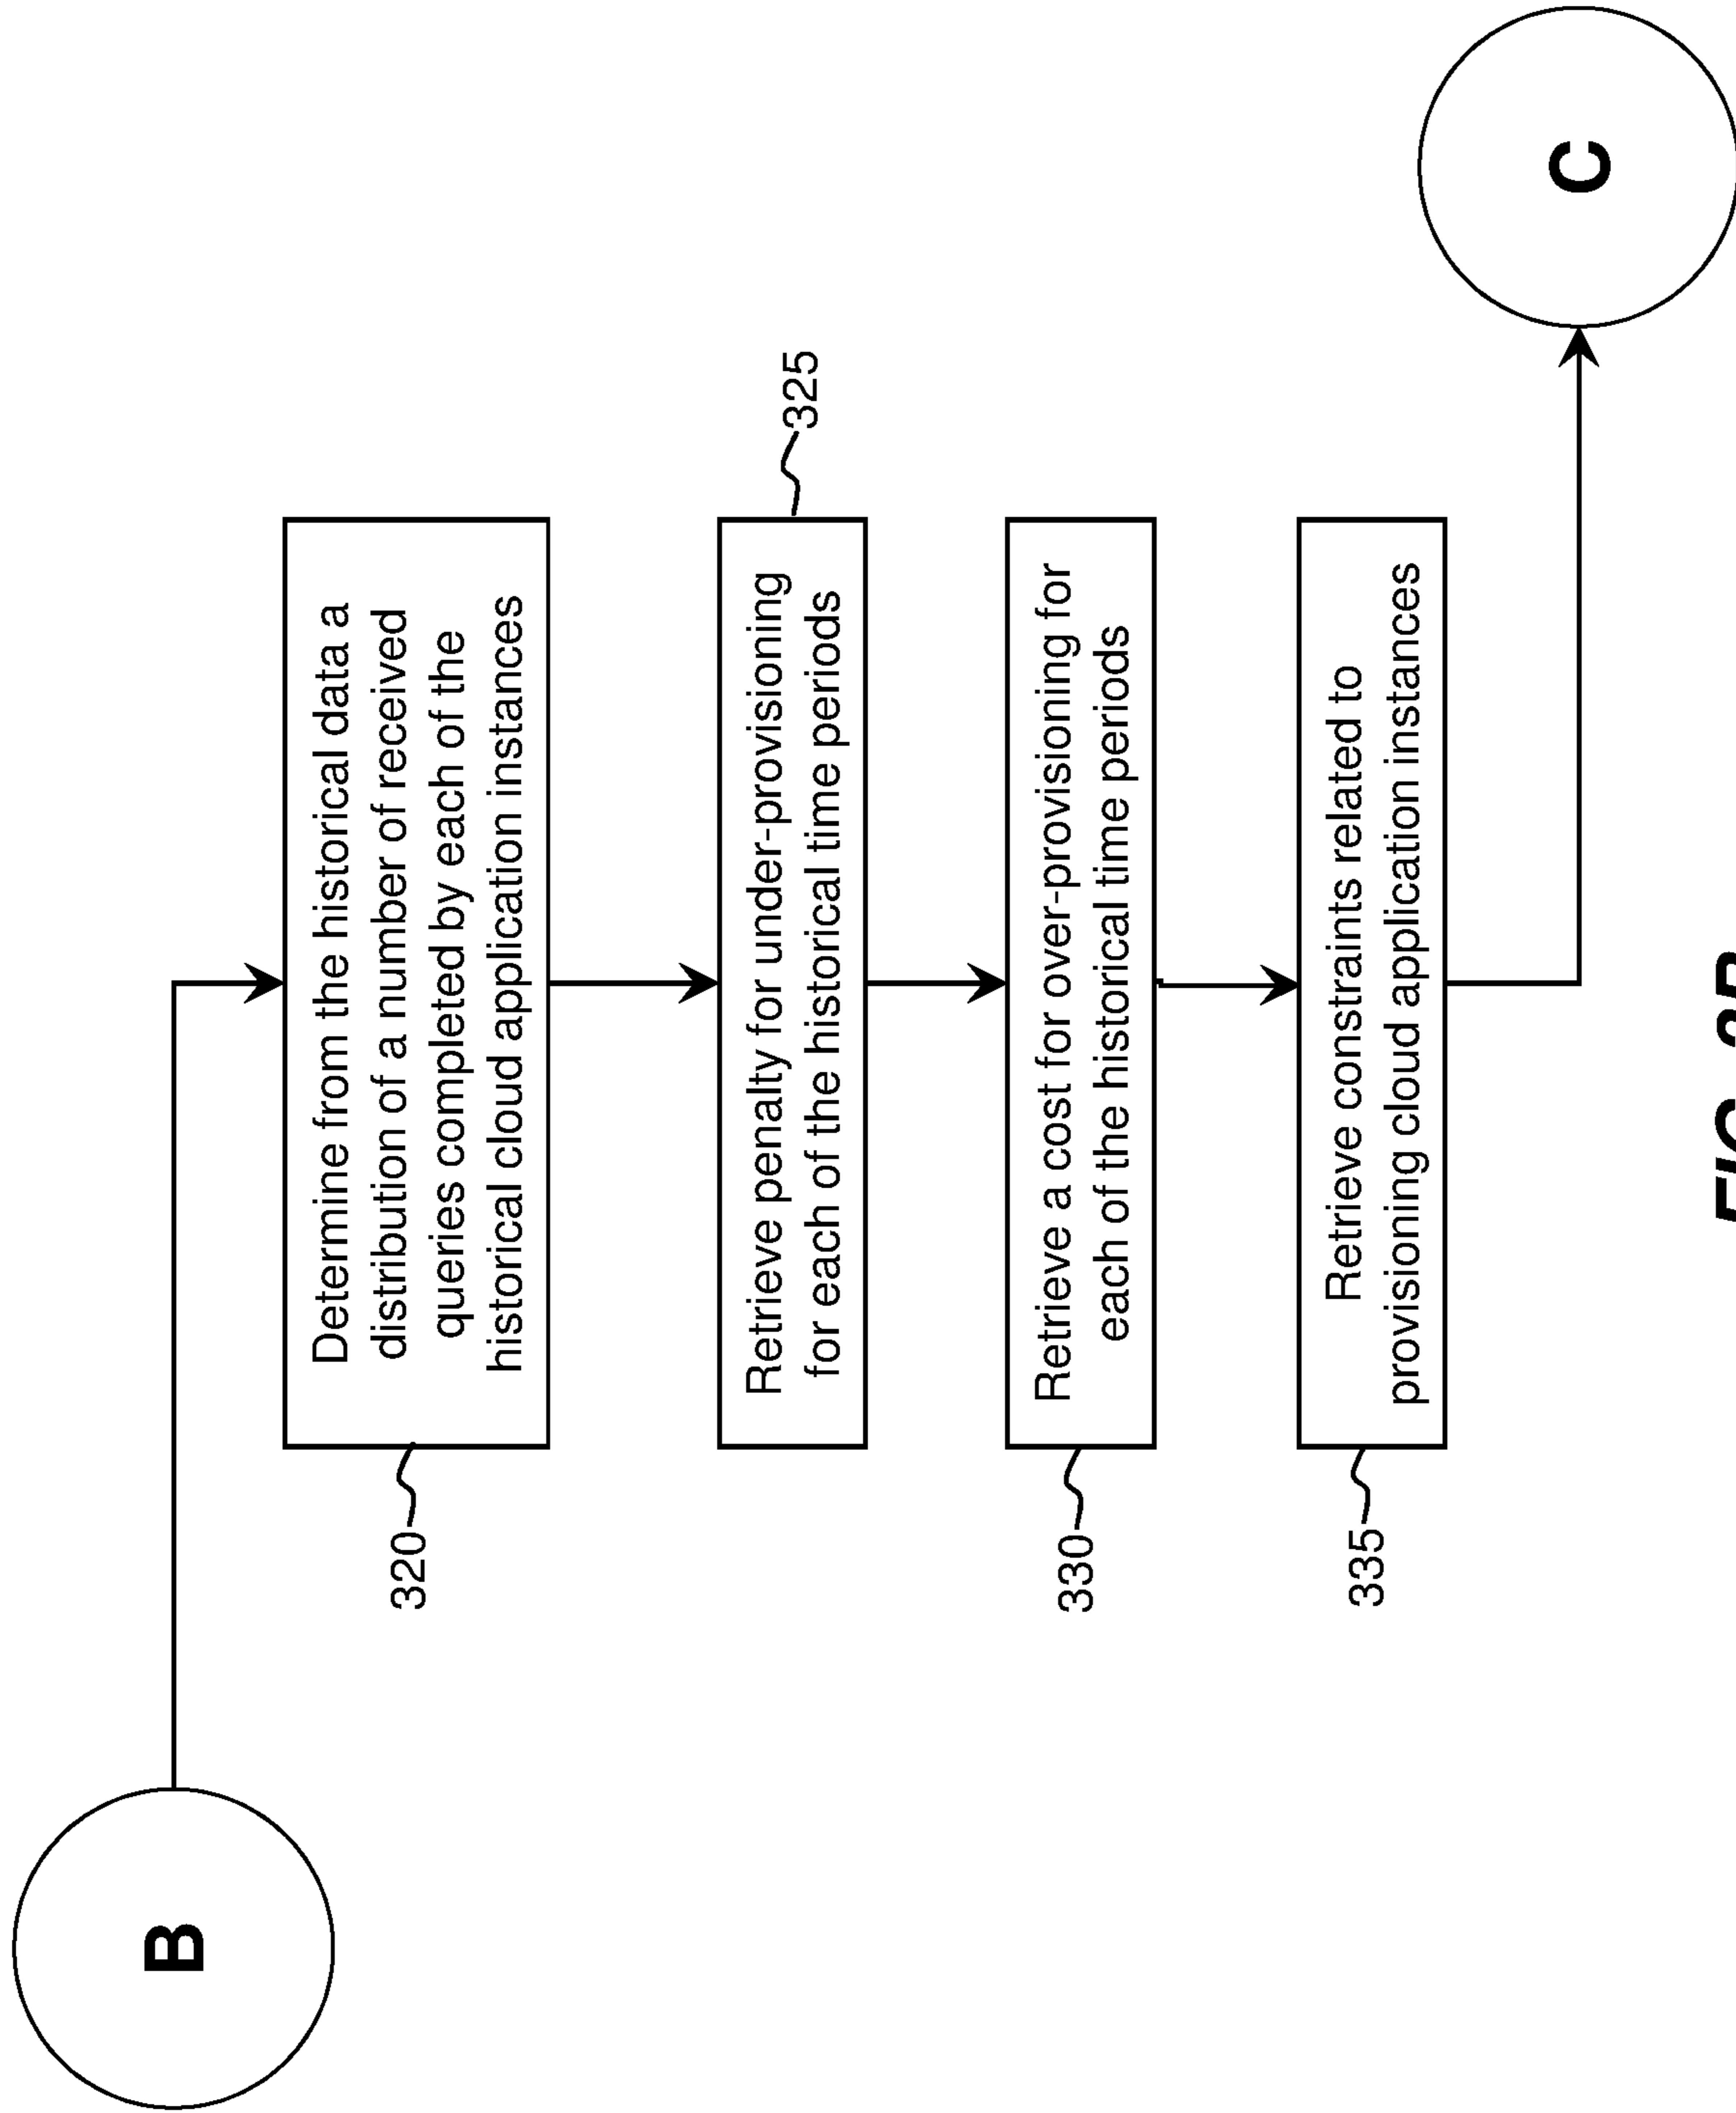 B
320
Determine from the historical data a
distribution of a number of received
queries completed by each of the
historical cloud application instances
Retrieve penalty for under-provisioning
for each of the historical time periods
325
330
Retrieve a cost for over-provisioning for
each of the historical time periods
335
Retrieve constraints related to
provisioning cloud application instances
C
FIG